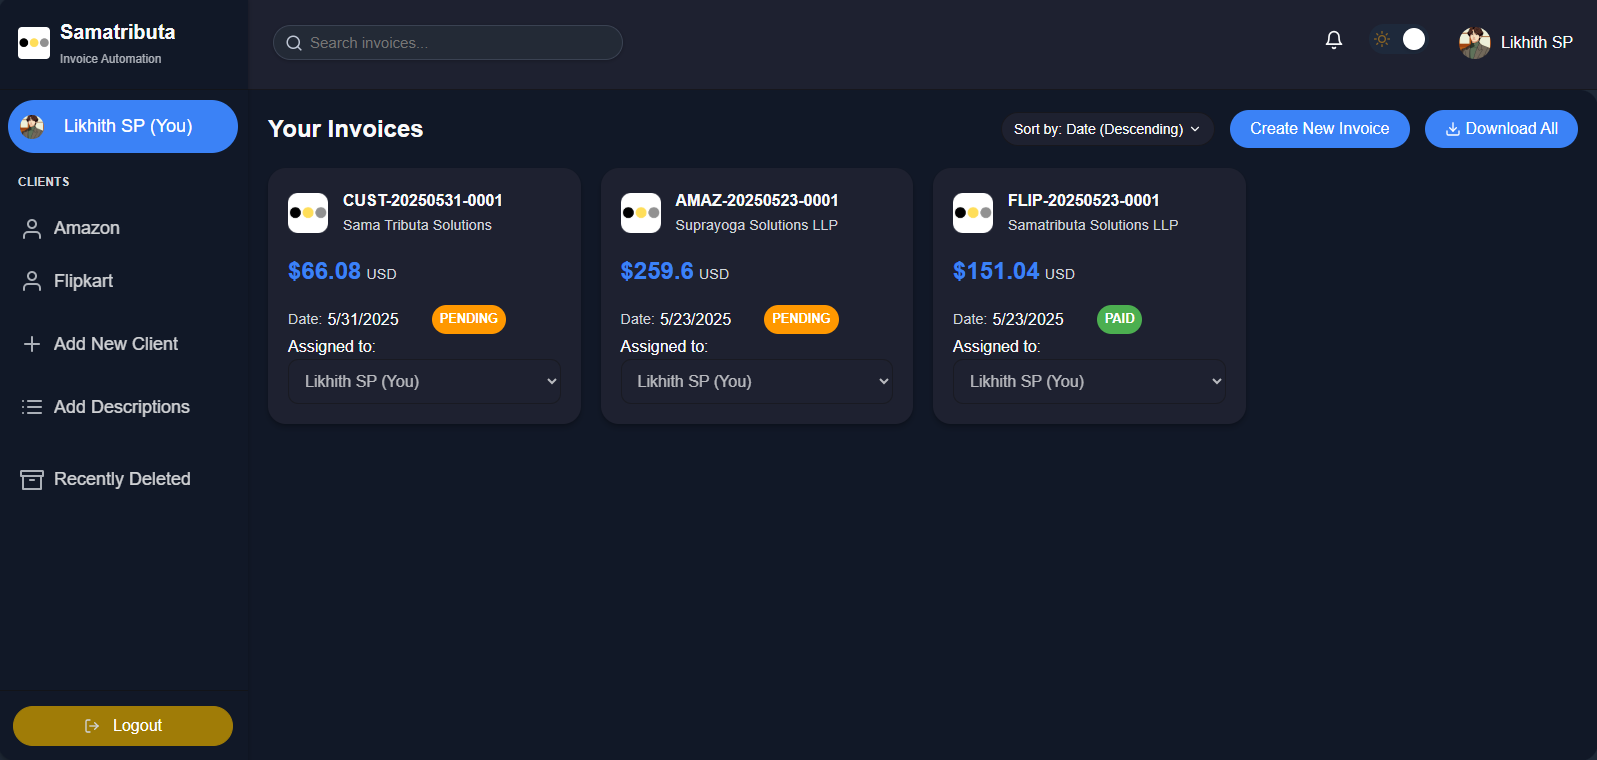 Samatributa
Invoice Automation
Search invoices...
Likhith SP
Likhith SP (You)
CLIENTS
Amazon
Flipkart
Add New Client
Add Descriptions
Recently Deleted
Logout
Your Invoices
Sort by: Date (Descending)
Create New Invoice
Download All
CUST-20250531-0001
Sama Tributa Solutions
$66.08 USD
Date: 5/31/2025 PENDING
Assigned to:
Likhith SP (You)
AMAZ-20250523-0001
Suprayoga Solutions LLP
$259.6 USD
Date: 5/23/2025 PENDING
Assigned to:
Likhith SP (You)
FLIP-20250523-0001
Samatributa Solutions LLP
$151.04 USD
Date: 5/23/2025 PAID
Assigned to:
Likhith SP (You)